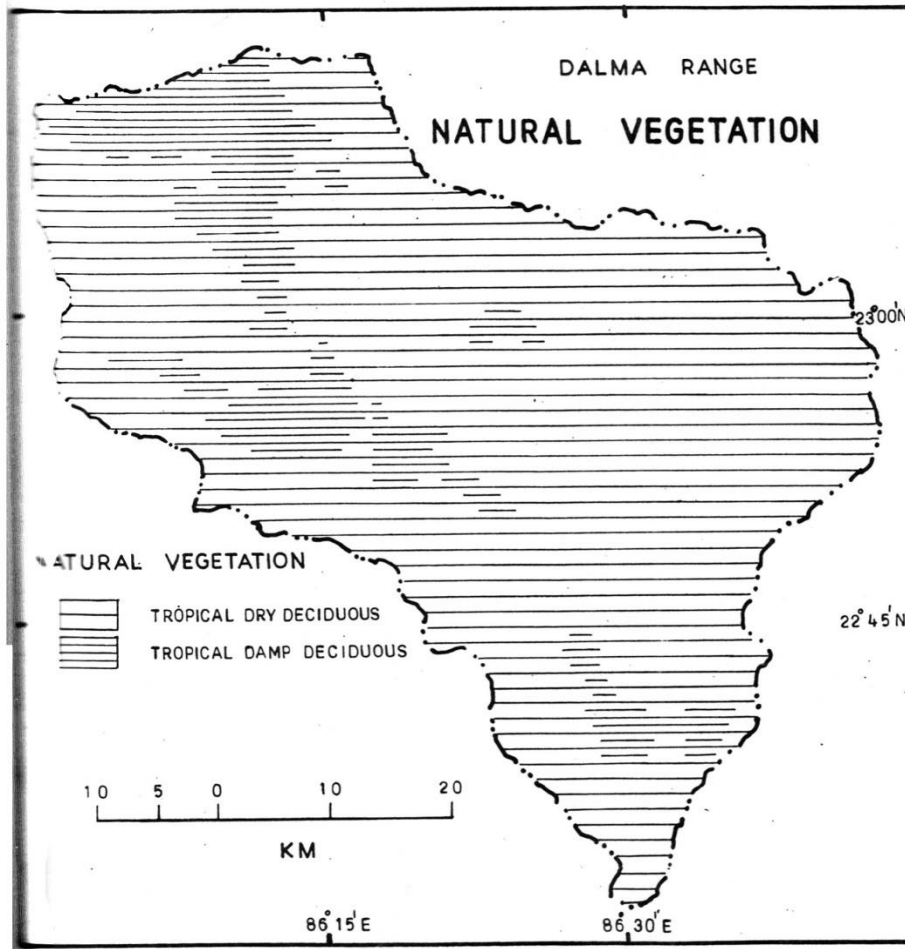 DALMA RANGE
NATURAL VEGETATION
23°00'N
NATURAL VEGETATION
TROPICAL DRY DECIDUOUS
22°45'N
TROPICAL DAMP DECIDUOUS
10 5 0 10 20
KM
86°15'E
86°30'E